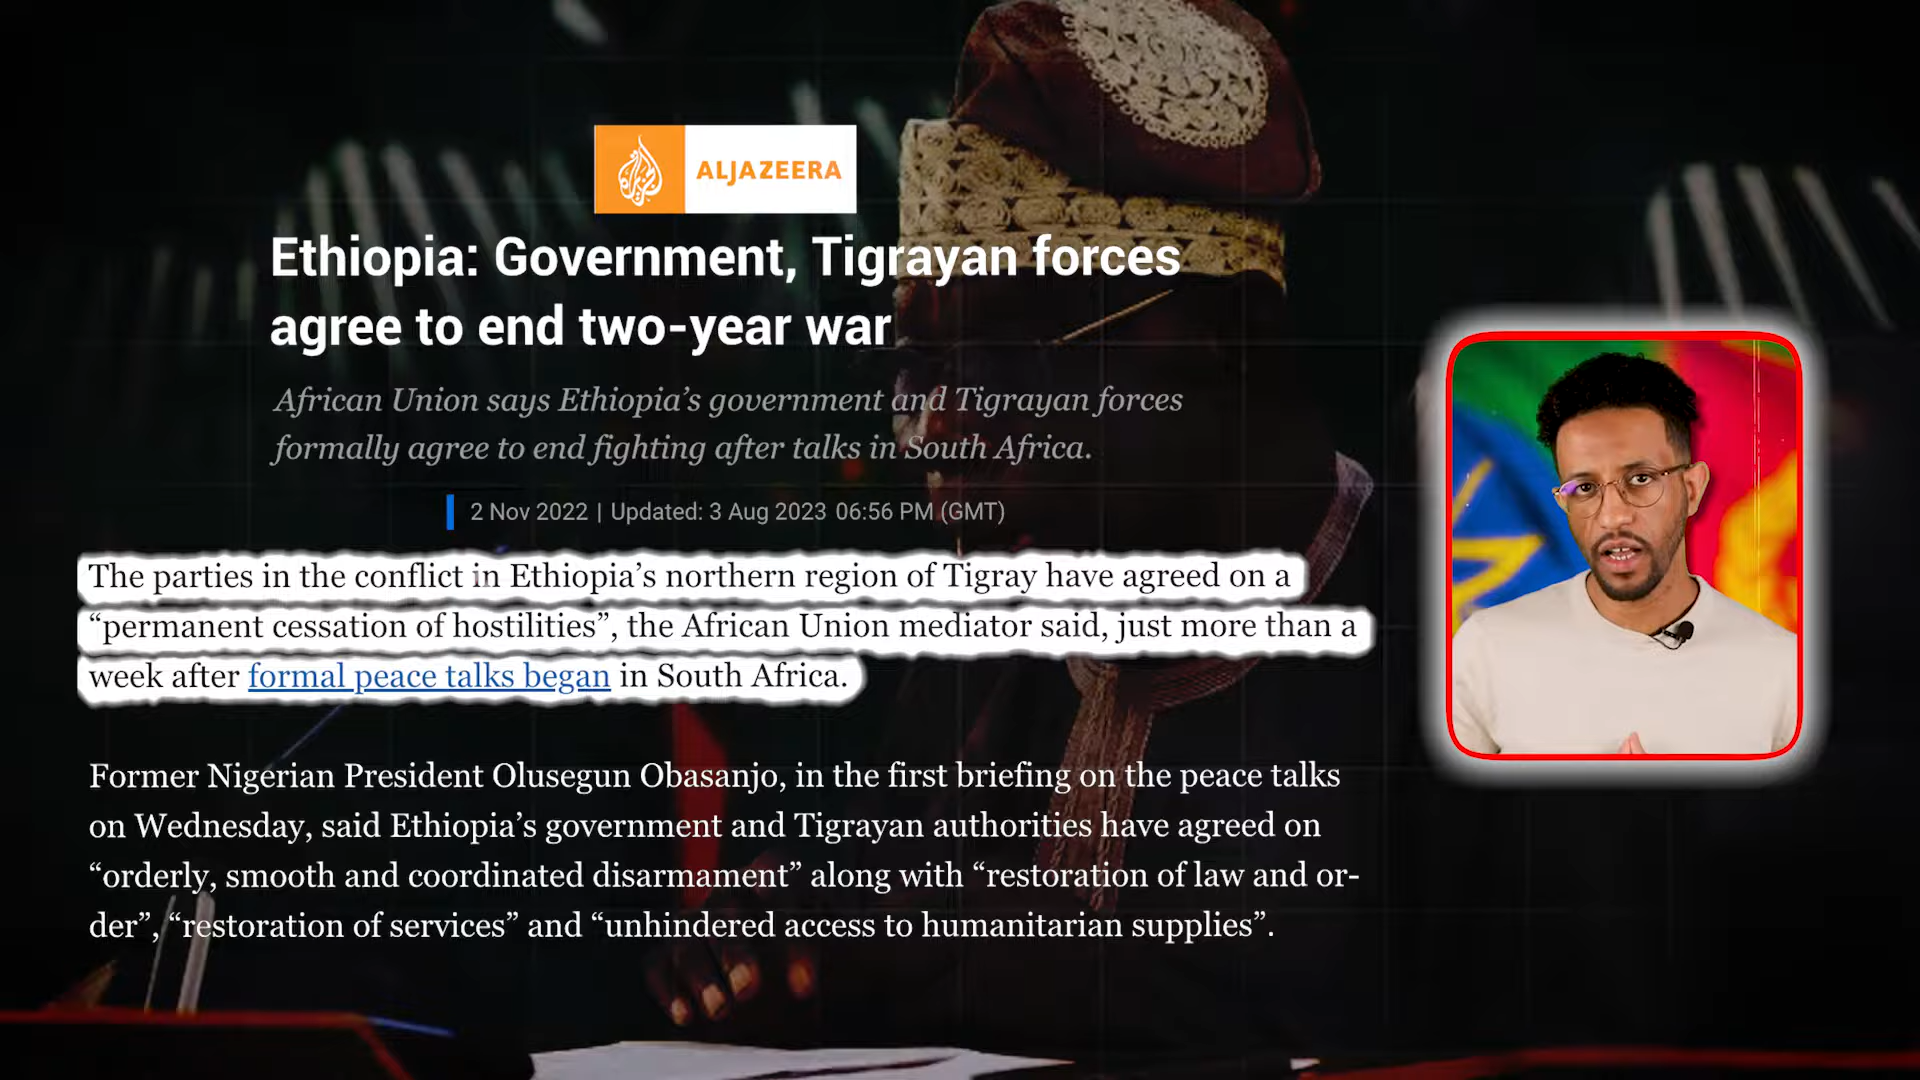 ALJAZEERA
Ethiopia: Government, Tigrayan forces
agree to end two-year war
African Union says Ethiopia’s government and Tigrayan forces
formally agree to end fighting after talks in South Africa.
2 Nov 2022 | Updated: 3 Aug 2023 06:56 PM (GMT)
The parties in the conflict in Ethiopia’s northern region of Tigray have agreed on a
“permanent cessation of hostilities”, the African Union mediator said, just more than a
week after formal peace talks began in South Africa.
Former Nigerian President Olusegun Obasanjo, in the first briefing on the peace talks
on Wednesday, said Ethiopia’s government and Tigrayan authorities have agreed on
“orderly, smooth and coordinated disarmament” along with “restoration of law and or-
der”, “restoration of services” and “unhindered access to humanitarian supplies”.